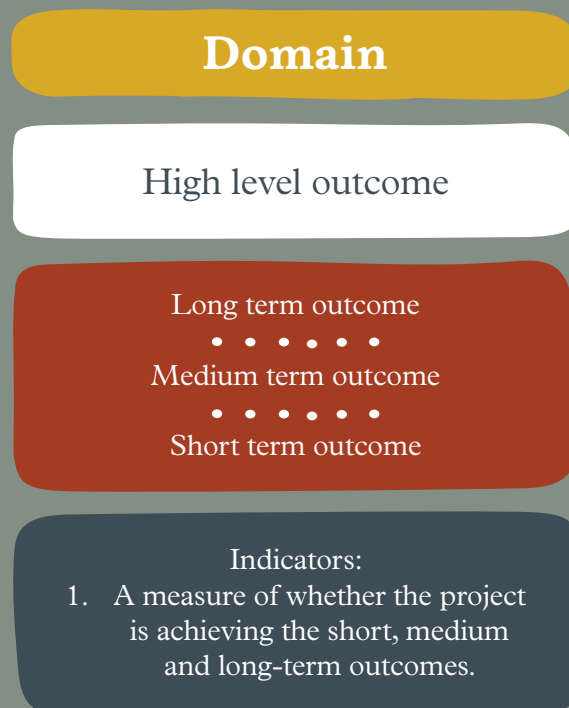 Domain
High level outcome
Long term outcome
Medium term outcome
Short term outcome
Indicators:
1. A measure of whether the project
is achieving the short, medium
and long-term outcomes.